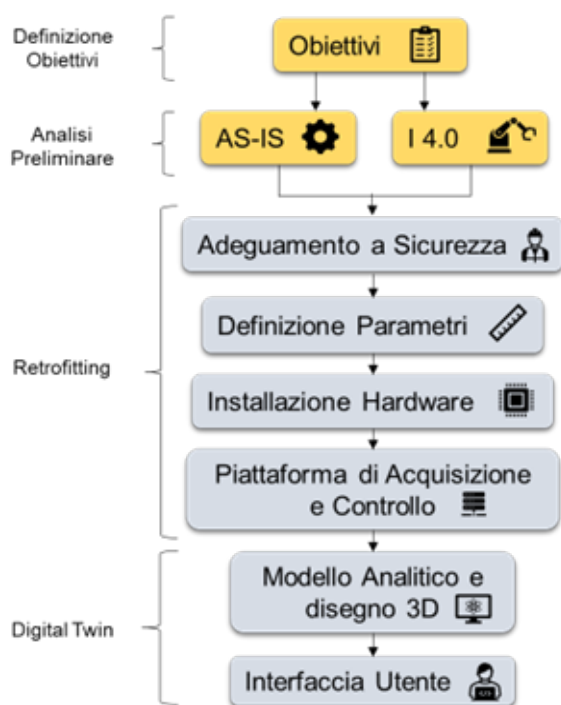 Definizione
Obiettivi
Obiettivi
Analisi
Preliminare
AS-IS
I 4.0
Retrofitting
Adeguamento a Sicurezza
Definizione Parametri
Installazione Hardware
Piattaforma di Acquisizione
e Controllo
Digital Twin
Modello Analitico e
disegno 3D
Interfaccia Utente